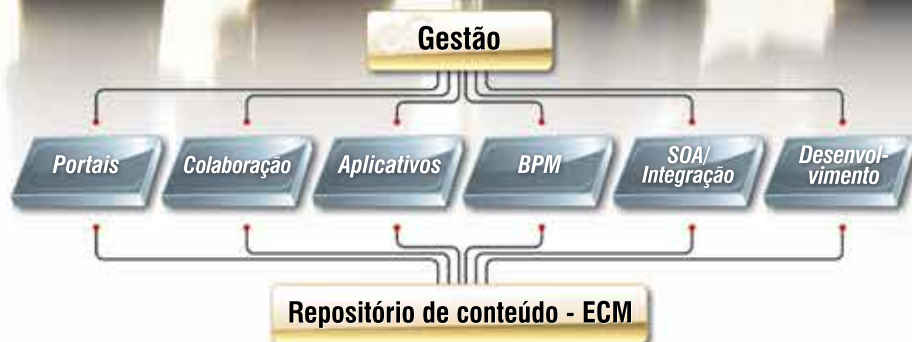 Gestão
Portais
Colaboração
Aplicativos
BPM
SOA/
Integração
Desenvol-
vimento
Repositório de conteúdo - ECM